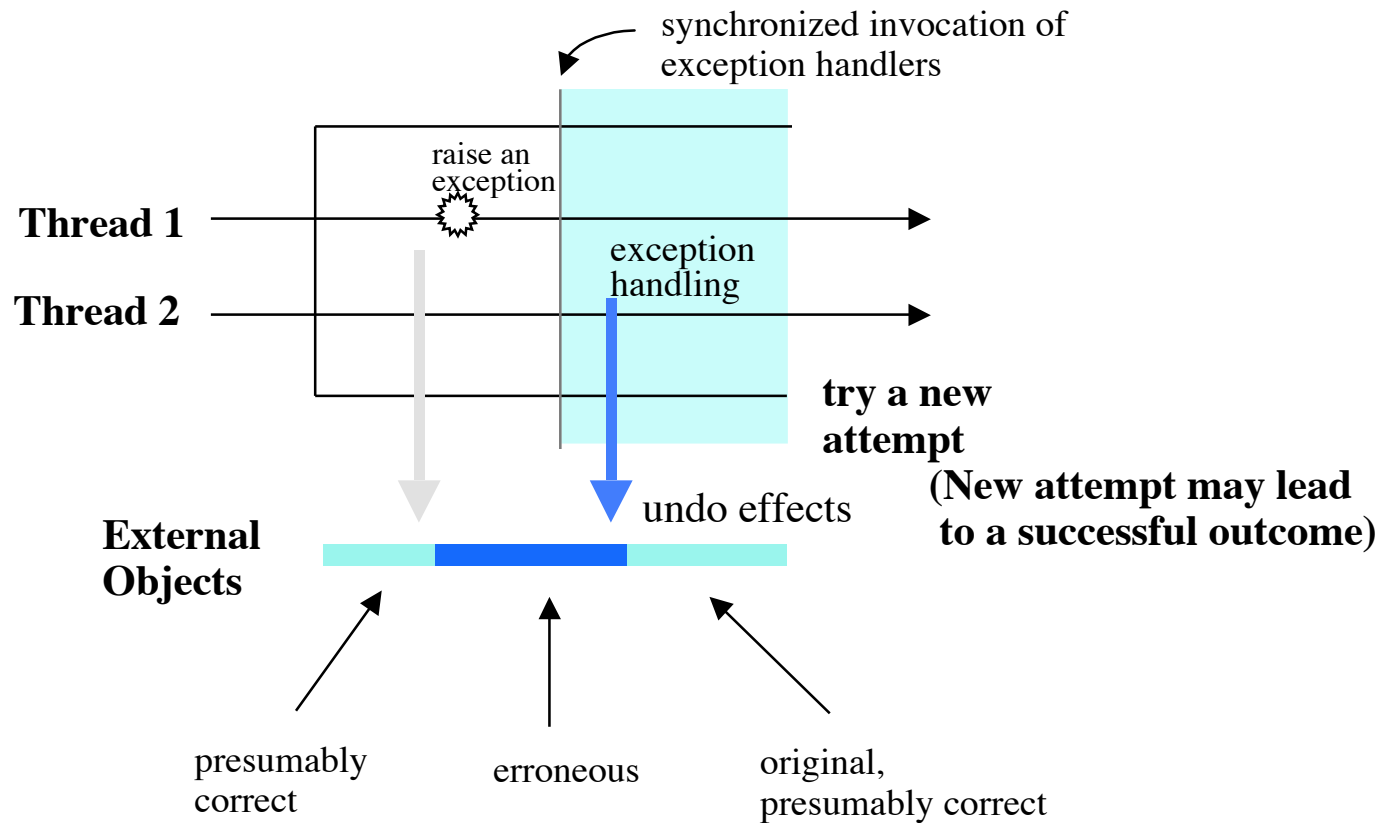 synchronized invocation of
exception handlers
raise an
exception
Thread 1
exception
handling
Thread 2
try a new
attempt
(New attempt may lead
to a successful outcome)
undo effects
External
Objects
presumably
correct
erroneous
original,
presumably correct